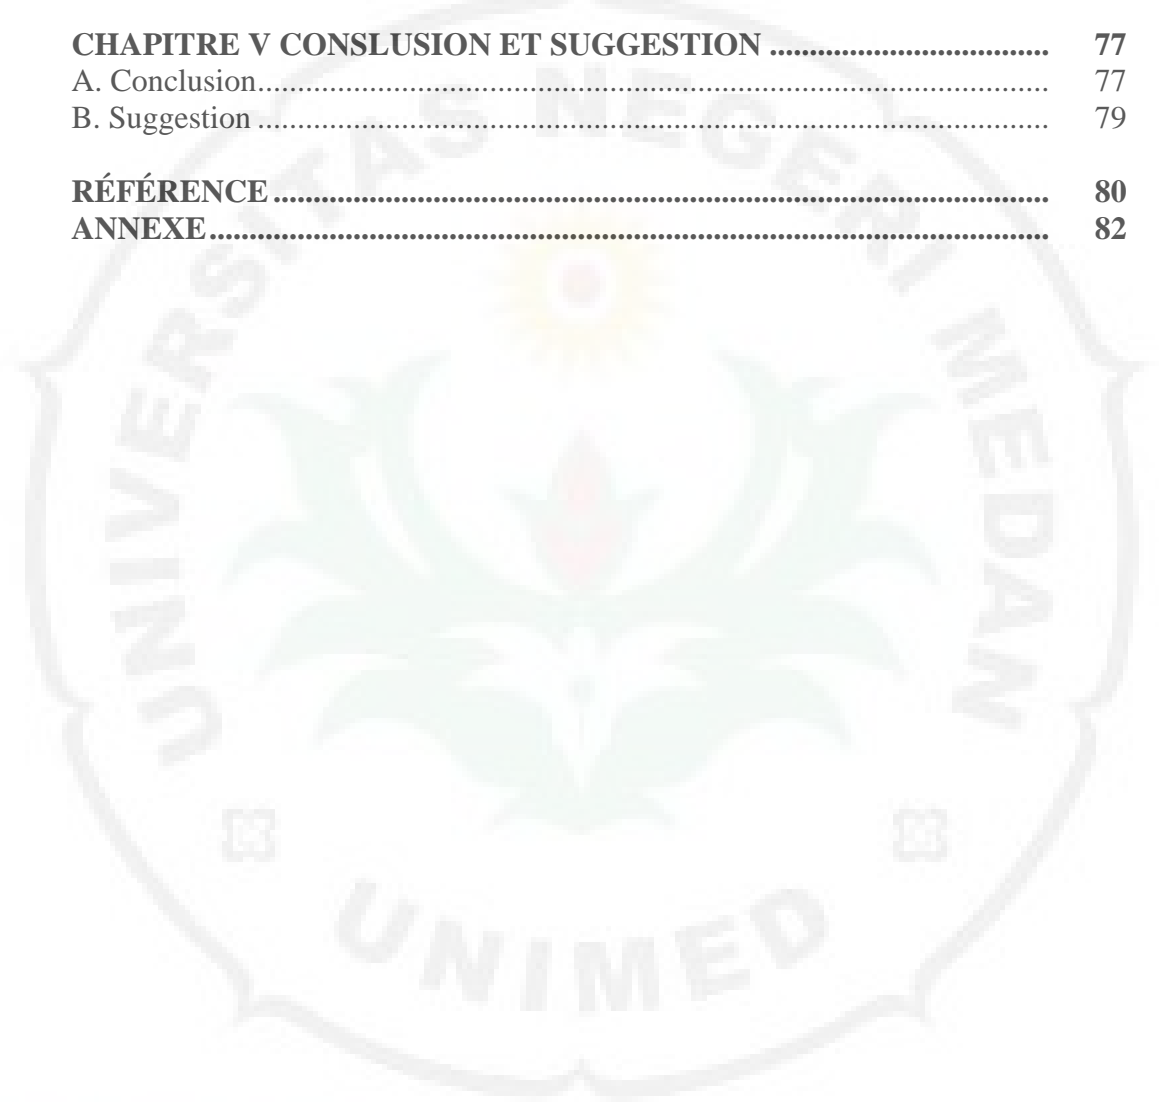 CHAPITRE V CONSLUSION ET SUGGESTION ................................. 77
A. Conclusion.................................................................................................. 77
B. Suggestion .................................................................................................. 79
RÉFÉRENCE ............................................................................................... 80
ANNEXE....................................................................................................... 82
UNIVERSITAS NEGERI MEDAN
UNIMED